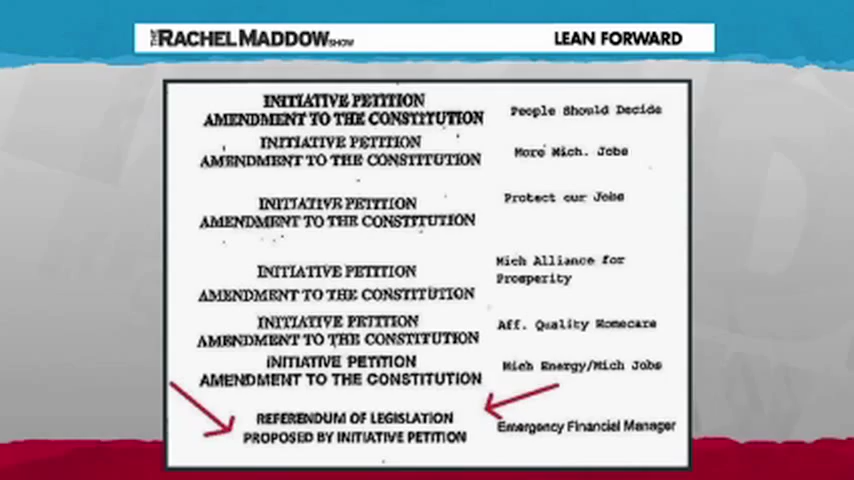 THE RACHEL MADDOW SHOW
LEAN FORWARD
INITIATIVE PETITION
AMENDMENT TO THE CONSTITUTION
People Should Decide
INITIATIVE PETITION
AMENDMENT TO THE CONSTITUTION
More Mich. Jobs
INITIATIVE PETITION
AMENDMENT TO THE CONSTITUTION
Protect our Jobs
INITIATIVE PETITION
AMENDMENT TO THE CONSTITUTION
Mich Alliance for
Prosperity
INITIATIVE PETITION
AMENDMENT TO THE CONSTITUTION
Aff. Quality Homecare
INITIATIVE PETITION
AMENDMENT TO THE CONSTITUTION
Mich Energy/Mich Jobs
REFERENDUM OF LEGISLATION
PROPOSED BY INITIATIVE PETITION
Emergency Financial Manager